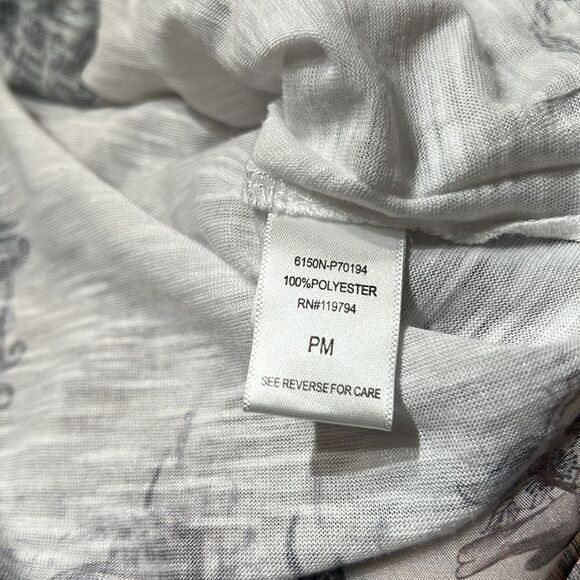 6150N-P70194
100%POLYESTER
RN#119794
PM
SEE REVERSE FOR CARE